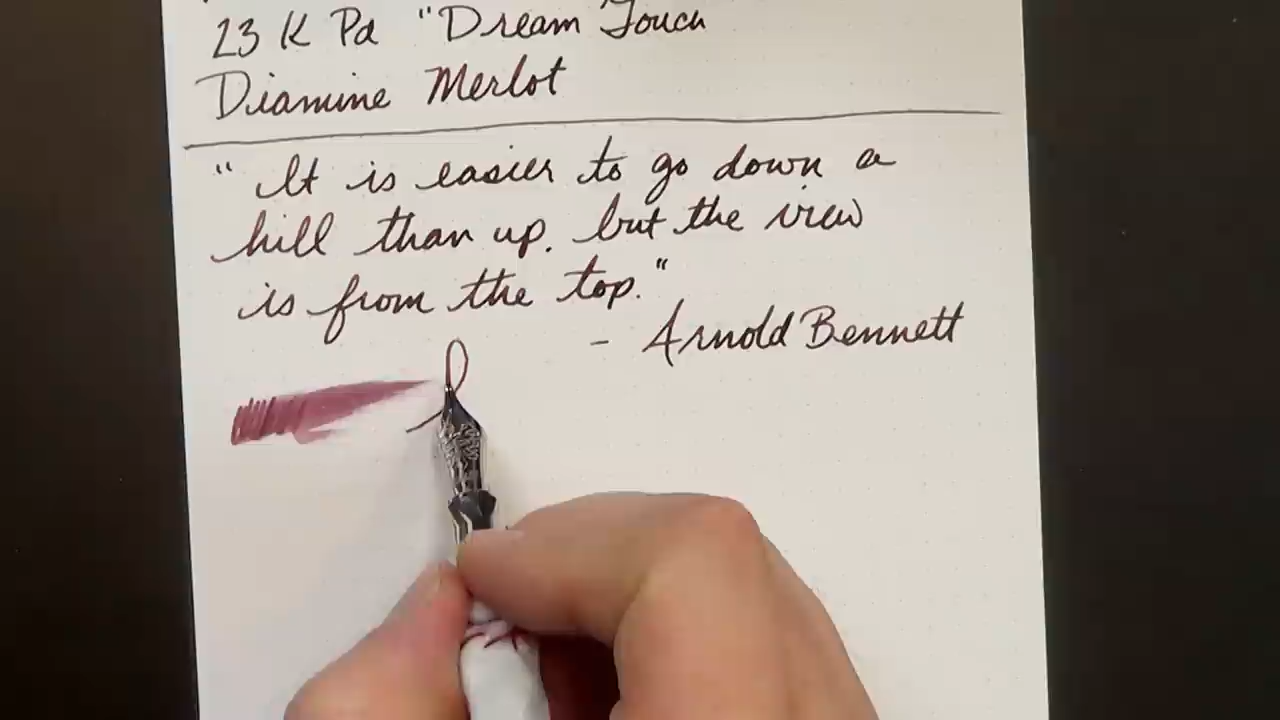 23 K Pd "Dream Touch
Diamine Merlot
"It is easier to go down a
hill than up, but the view
is from the top."
- Arnold Bennett